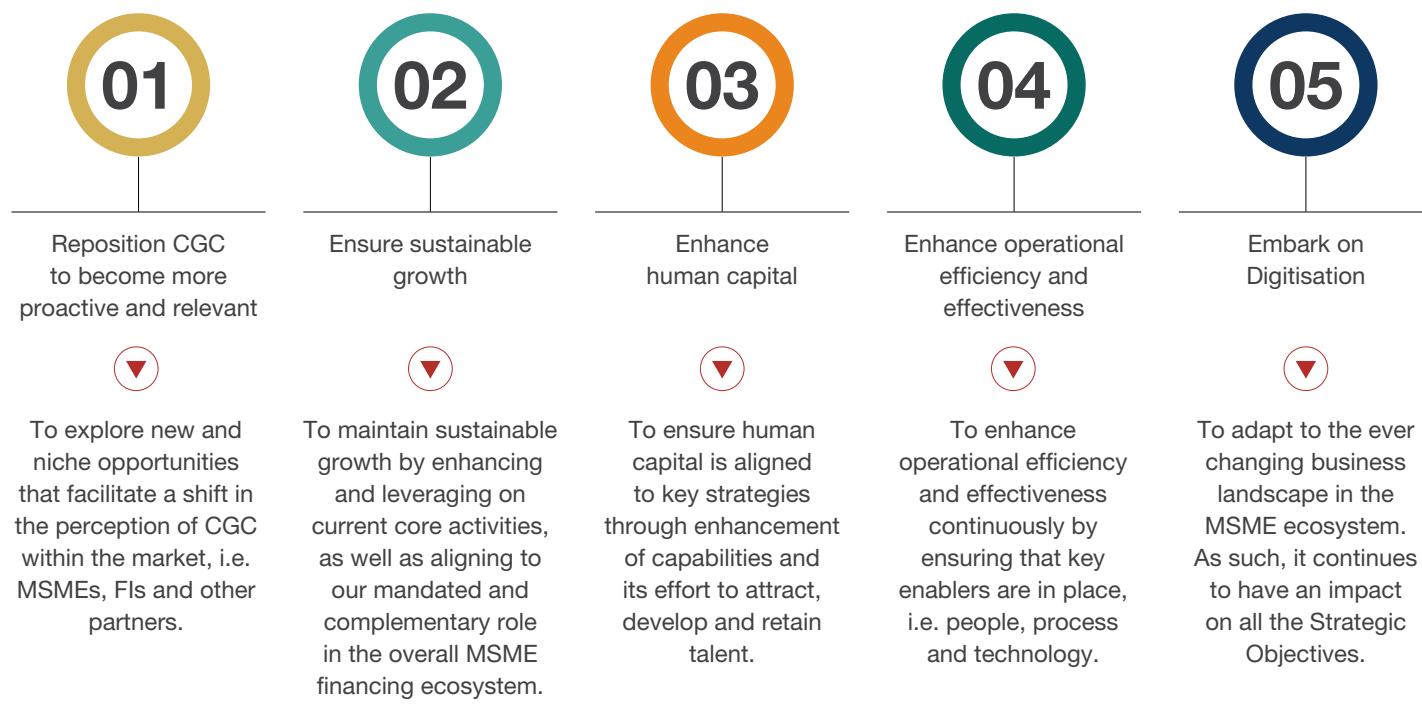 01
Reposition CGC
to become more
proactive and relevant
To explore new and
niche opportunities
that facilitate a shift in
the perception of CGC
within the market, i.e.
MSMEs, FIs and other
partners.
02
Ensure sustainable
growth
To maintain sustainable
growth by enhancing
and leveraging on
current core activities,
as well as aligning to
our mandated and
complementary role
in the overall MSME
financing ecosystem.
03
Enhance
human capital
To ensure human
capital is aligned
to key strategies
through enhancement
of capabilities and
its effort to attract,
develop and retain
talent.
04
Enhance operational
efficiency and
effectiveness
To enhance
operational efficiency
and effectiveness
continuously by
ensuring that key
enablers are in place,
i.e. people, process
and technology.
05
Embark on
Digitisation
To adapt to the ever
changing business
landscape in the
MSME ecosystem.
As such, it continues
to have an impact
on all the Strategic
Objectives.